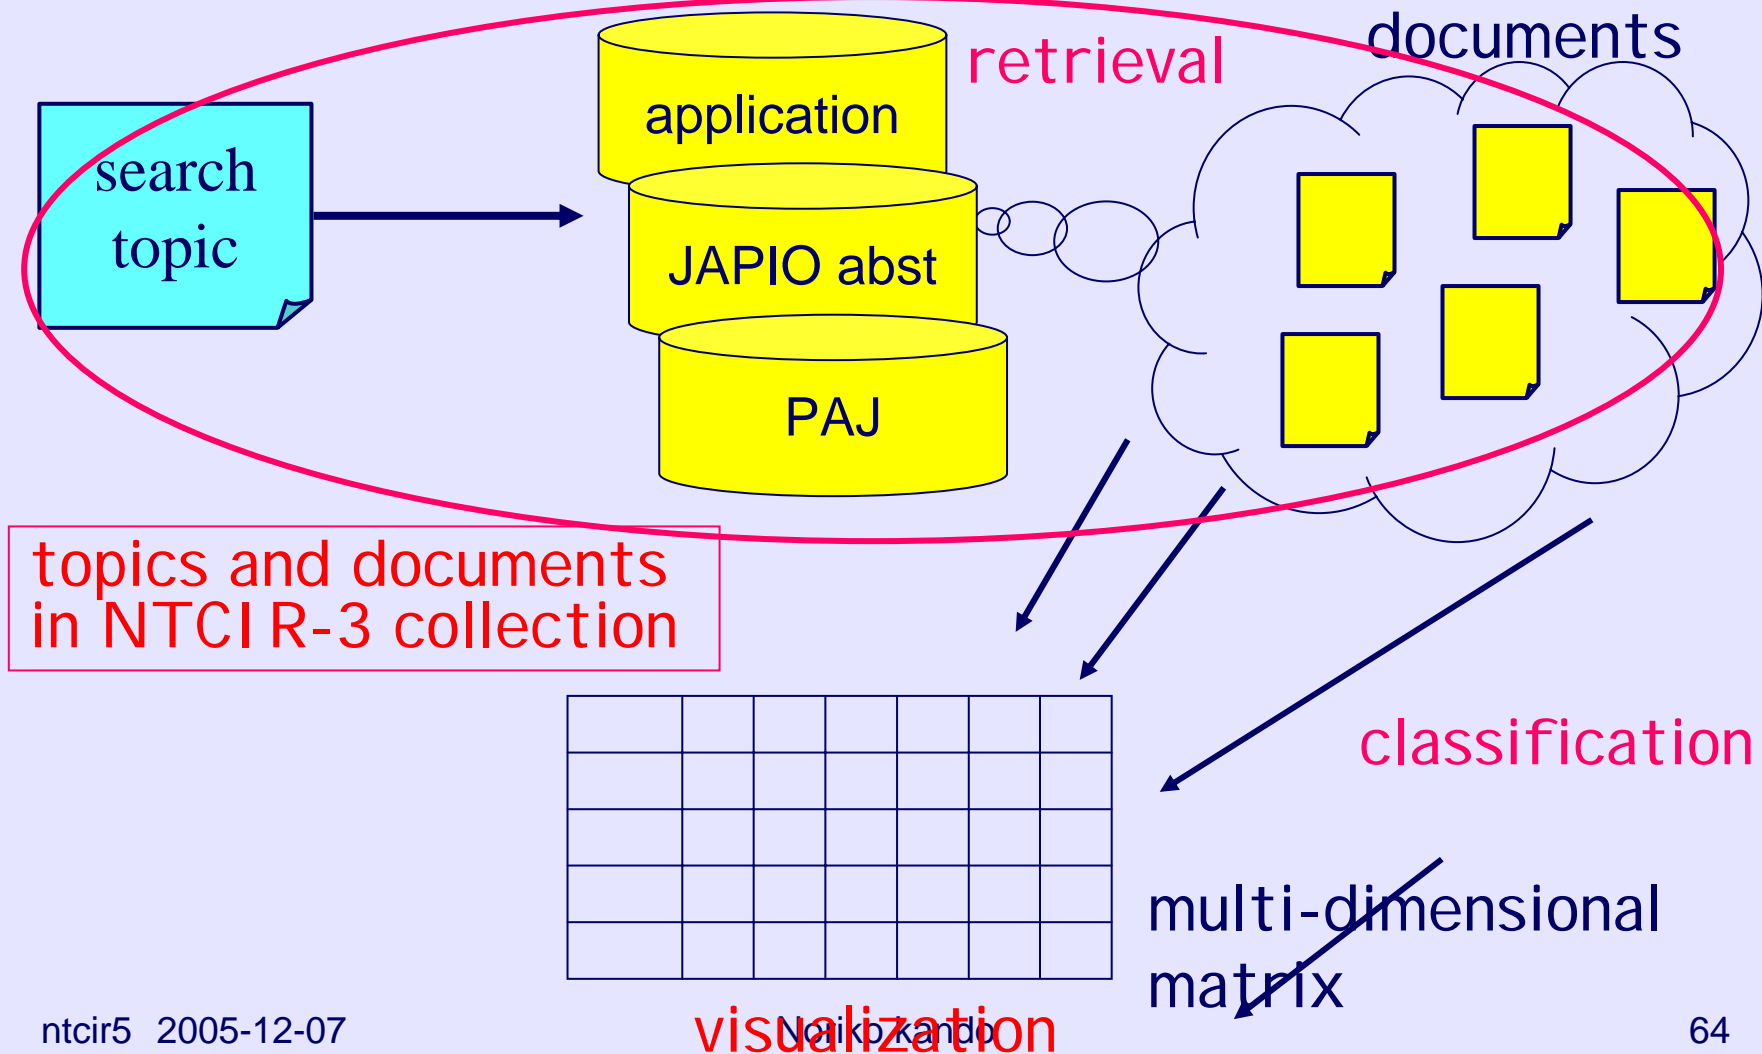 documents
retrieval
application
search
topic
JAPIO abst
PAJ
topics and documents
in NTCIR-3 collection
classification
multi-dimensional
matrix
visualization
ntcir5 2005-12-07
Noriko kando
64